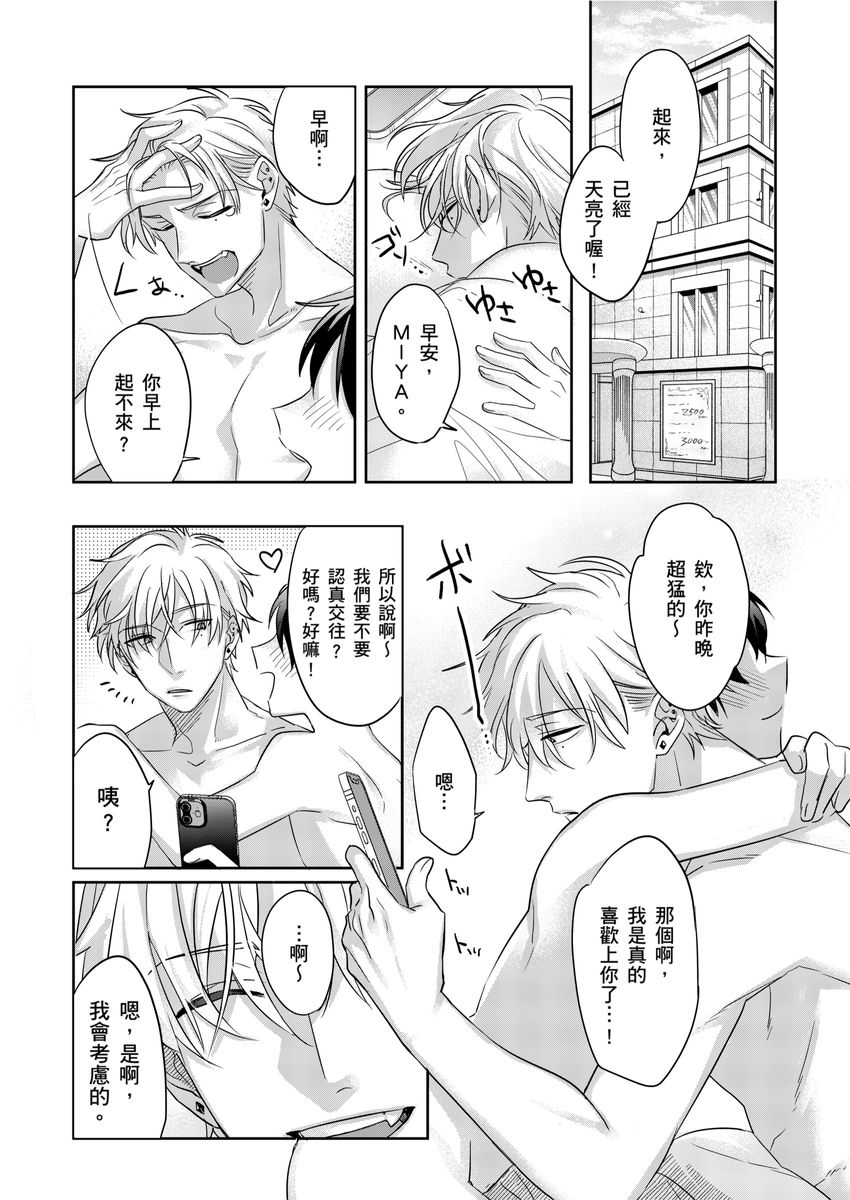 起來，
已經
天亮了喔！
2500
3000
グン…
ゆさ
ゆさ
早安，
MIYA。
早啊…
くぁ…
你早上
起不來？
欸，你昨晚
超猛的～
ボー…
嗯…
那個啊，
我是真的
喜歡上你了…！
トッ…
トッ…
所以說啊～
我們要不要
認真交往？
好嗎？好嘛！
咦？
…啊～
嗯，是啊，
我會考慮的。